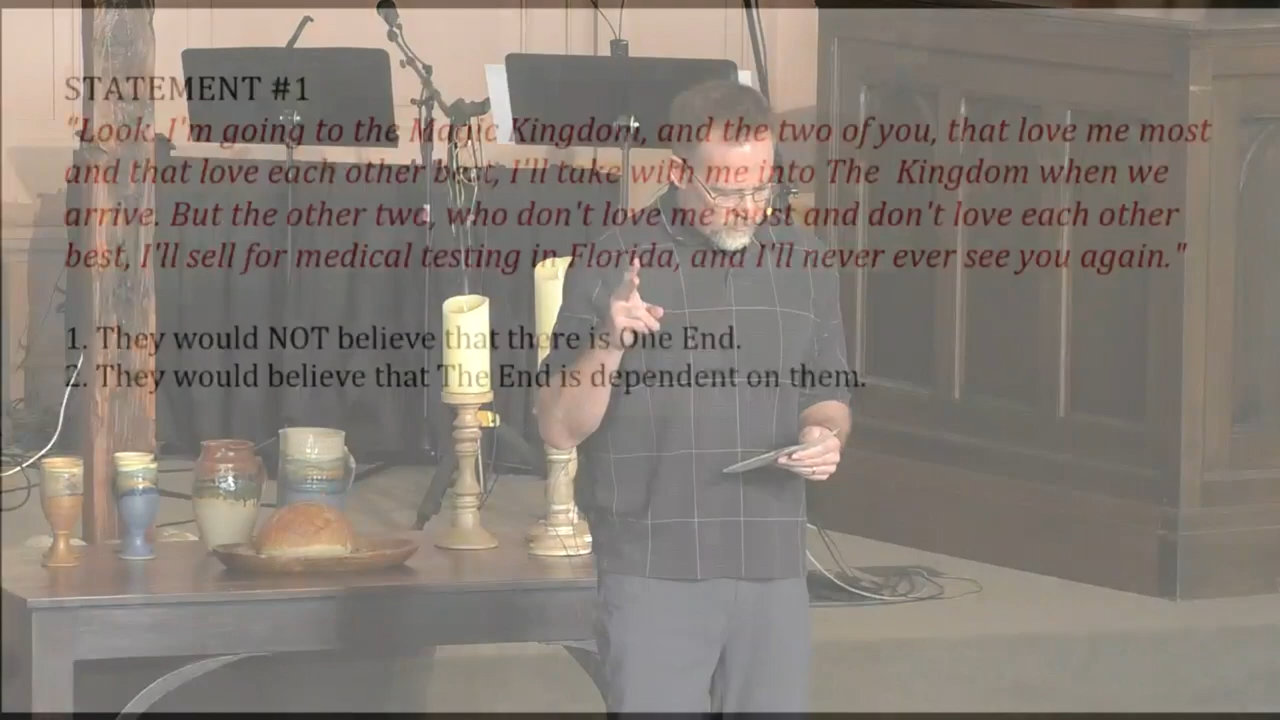 STATEMENT #1
"Look, I'm going to the Magic Kingdom, and the two of you, that love me most
and that love each other best, I'll take with me into The Kingdom when we
arrive. But the other two, who don't love me most and don't love each other
best, I'll sell for medical testing in Florida, and I'll never ever see you again."
1. They would NOT believe that there is One End.
2. They would believe that The End is dependent on them.